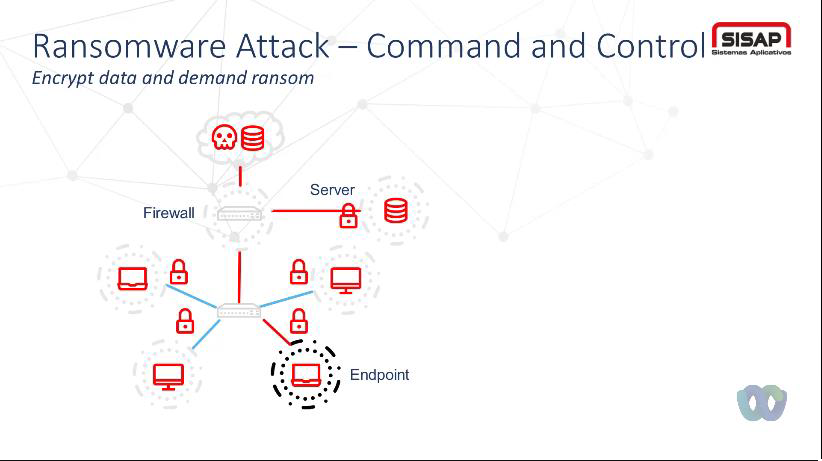 Ransomware Attack – Command and Control
SISAP
Sistemas Aplicativos
Encrypt data and demand ransom
Server
Firewall
Endpoint